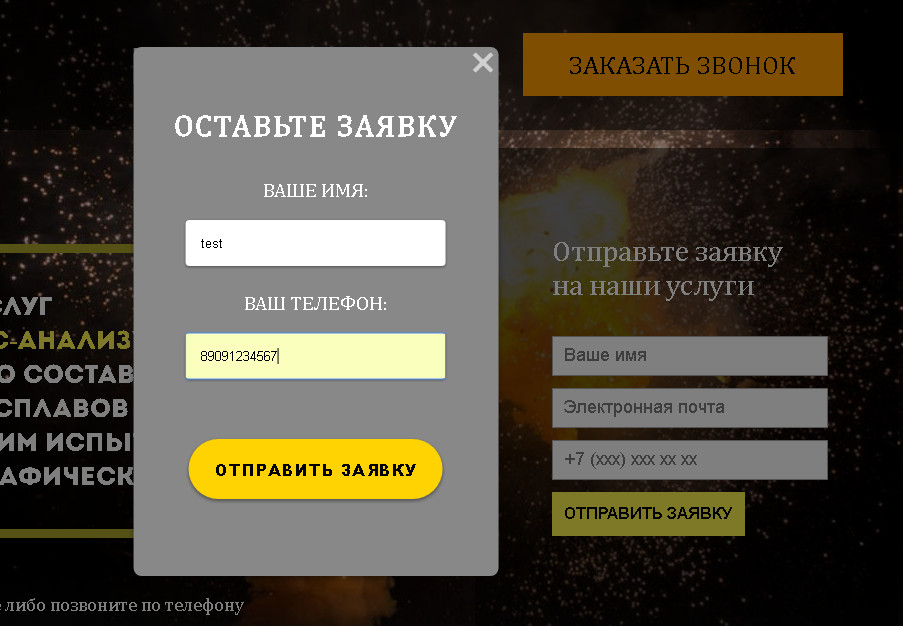 ЗАКАЗАТЬ ЗВОНОК
ОСТАВЬТЕ ЗАЯВКУ
ВАШЕ ИМЯ:
test
ВАШ ТЕЛЕФОН:
89091234567
ОТПРАВИТЬ ЗАЯВКУ
Отправьте заявку
на наши услуги
Ваше имя
Электронная почта
+7 (xxx) xxx xx xx
ОТПРАВИТЬ ЗАЯВКУ
СЛУГ
С-АНАЛИЗ
О СОСТАВ
СПЛАВОВ
ИМ ИСПЫ
АФИЧЕСК
либо позвоните по телефону